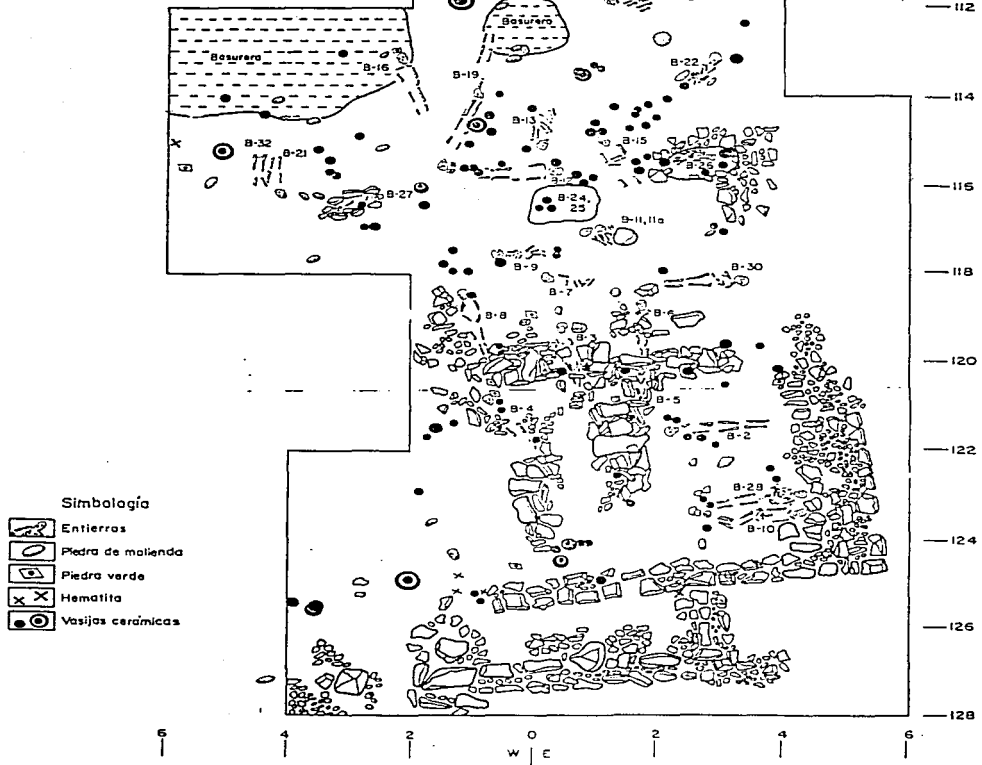 112
Basurero
Basurero
B-16
B-22
B-19
114
B-13
B-32
B-21
B-15
B-26
115
B-27
B-24,
25
B-11, 11a
B-9
B-30
118
B-7
B-8
B-6
B-3
120
B-4
B-5
B-2
122
B-28
B-10
124
126
128
Simbología
Entierros
Piedra de molienda
Piedra verde
Hematita
Vasijas cerámicas
6 4 2 0 2 4 6
W E